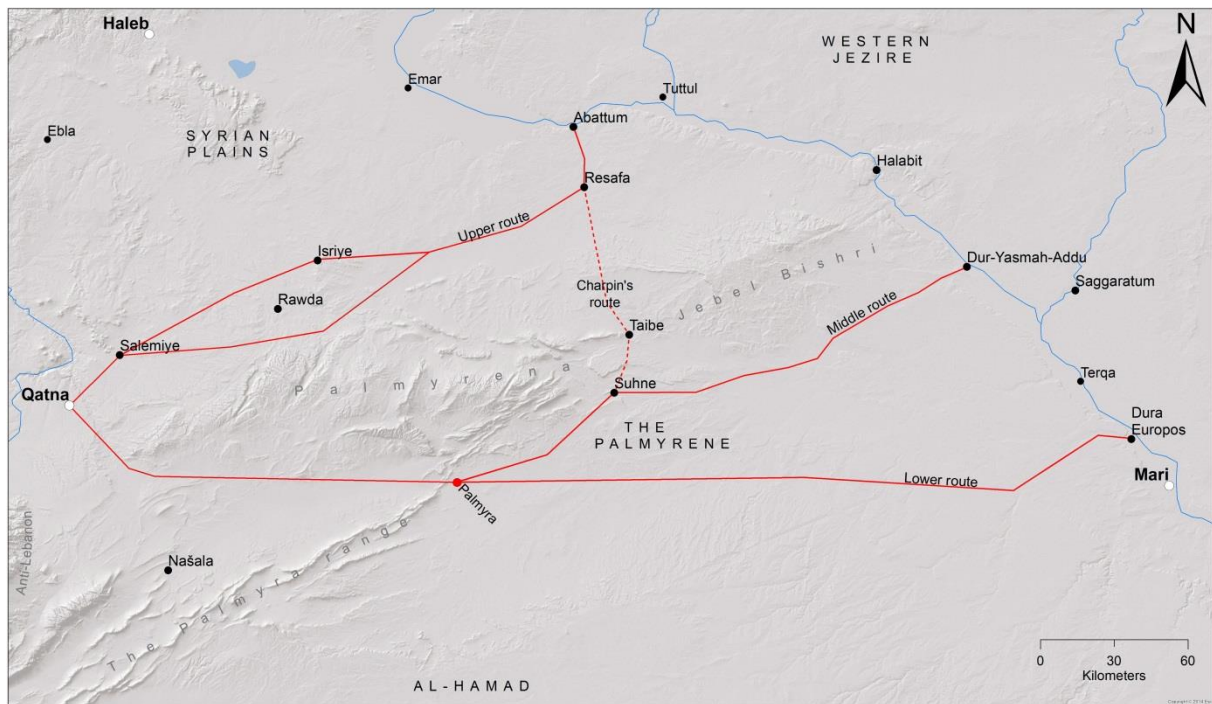 Haleb
WESTERN
JEZIRE
N
Emar
Tuttul
Ebla
SYRIAN
PLAINS
Abattum
Halabit
Resafa
Upper route
Isriye
Dur-Yasmah-Addu
Jebel Bishri
Charpin's
route
Saggaratum
Rawda
Middle route
Taibe
Salemiye
Palmyrena
Suhne
Terqa
Qatna
THE
PALMYRENE
Dura
Europos
Lower route
Mari
Palmyra
Anti-Lebanon
Našala
The Palmyra range
0 30 60
Kilometers
AL-HAMAD